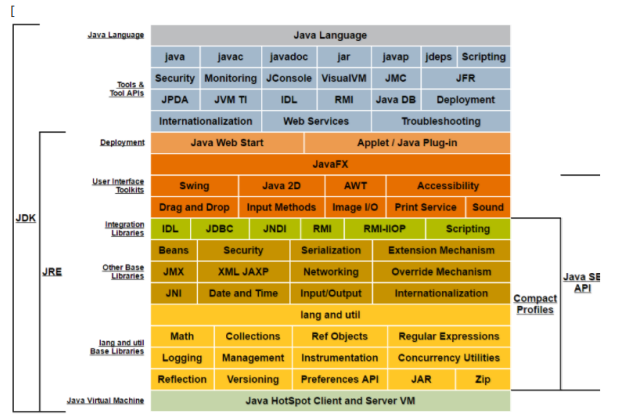 [
Java Language Java Language
java javac javadoc jar javap jdeps Scripting
Security Monitoring JConsole VisualVM JMC JFR
Tools &
Tool APIs
JPDA JVM TI IDL RMI Java DB Deployment
Internationalization Web Services Troubleshooting
Deployment Java Web Start Applet / Java Plug-in
JavaFX
User Interface
Toolkits
Swing Java 2D AWT Accessibility
Drag and Drop Input Methods Image I/O Print Service Sound
JDK
Integration
Libraries
IDL JDBC JNDI RMI RMI-IIOP Scripting
Beans Security Serialization Extension Mechanism
JRE
Other Base
Libraries
JMX XML JAXP Networking Override Mechanism
Java SE
API
JNI Date and Time Input/Output Internationalization
Compact
Profiles
lang and util
lang and util
Base Libraries
Math Collections Ref Objects Regular Expressions
Logging Management Instrumentation Concurrency Utilities
Reflection Versioning Preferences API JAR Zip
Java Virtual Machine Java HotSpot Client and Server VM